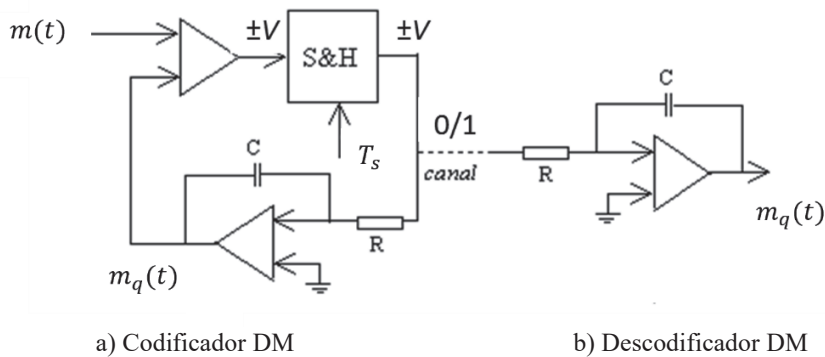 m(t)
±V
S&H
±V
T_s
0/1
canal
C
R
m_q(t)
C
R
m_q(t)
a) Codificador DM
b) Descodificador DM